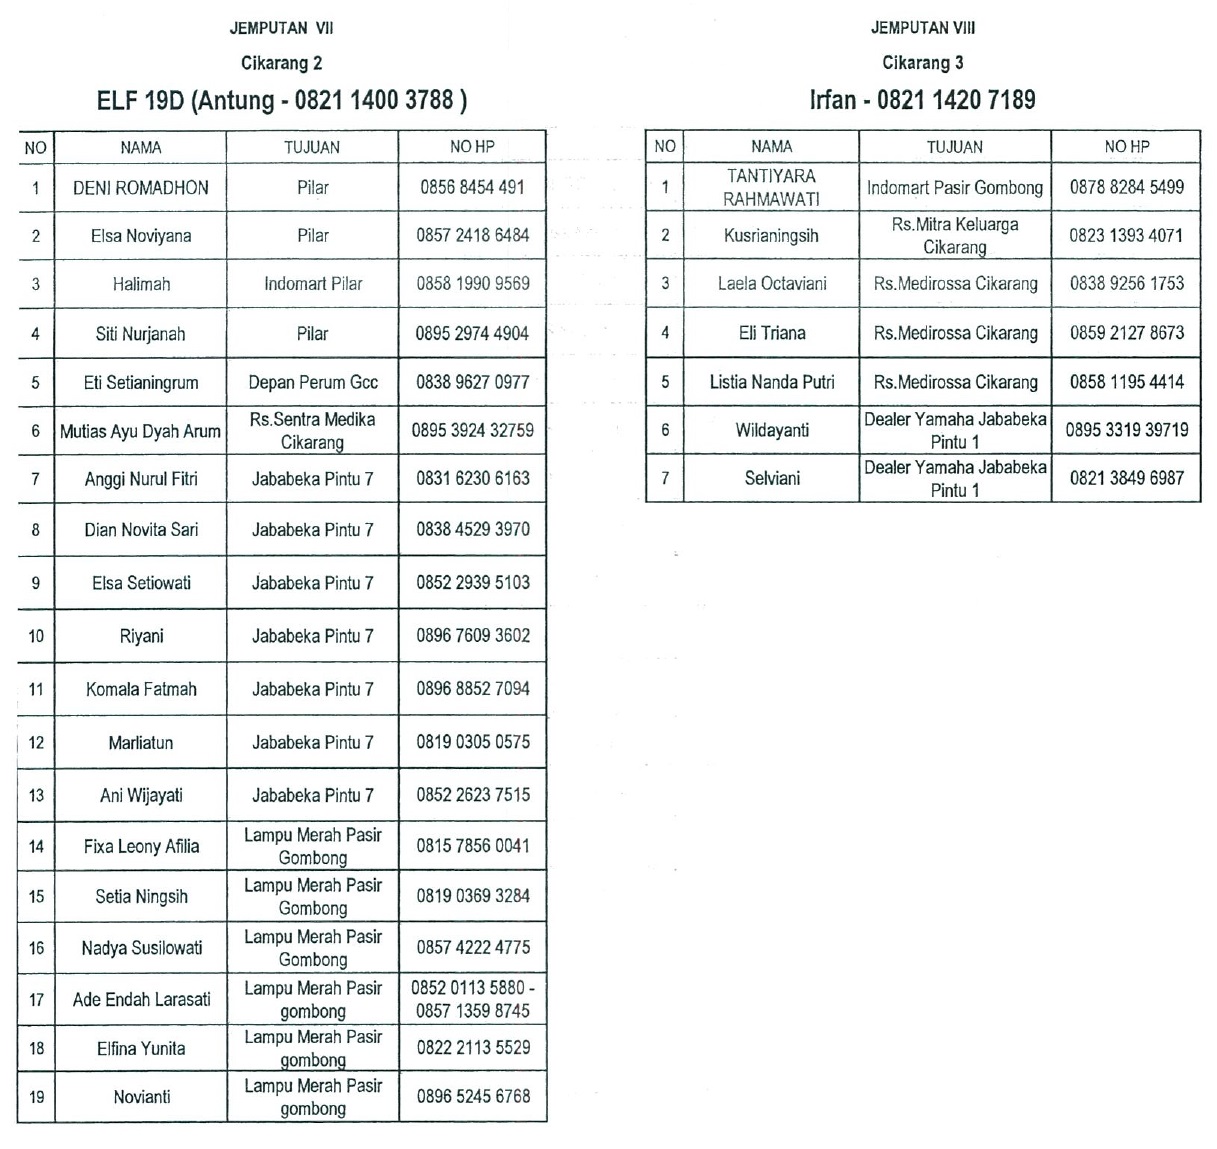 JEMPUTAN VII
Cikarang 2
ELF 19D (Antung - 0821 1400 3788 )
NO NAMA TUJUAN NO HP
1 DENI ROMADHON Pilar 0856 8454 491
2 Elsa Noviyana Pilar 0857 2418 6484
3 Halimah Indomart Pilar 0858 1990 9569
4 Siti Nurjanah Pilar 0895 2974 4904
5 Eti Setianingrum Depan Perum Gcc 0838 9627 0977
6 Mutias Ayu Dyah Arum Rs.Sentra Medika
Cikarang 0895 3924 32759
7 Anggi Nurul Fitri Jababeka Pintu 7 0831 6230 6163
8 Dian Novita Sari Jababeka Pintu 7 0838 4529 3970
9 Elsa Setiowati Jababeka Pintu 7 0852 2939 5103
10 Riyani Jababeka Pintu 7 0896 7609 3602
11 Komala Fatmah Jababeka Pintu 7 0896 8852 7094
12 Marliatun Jababeka Pintu 7 0819 0305 0575
13 Ani Wijayati Jababeka Pintu 7 0852 2623 7515
14 Fixa Leony Afilia Lampu Merah Pasir
Gombong 0815 7856 0041
15 Setia Ningsih Lampu Merah Pasir
Gombong 0819 0369 3284
16 Nadya Susilowati Lampu Merah Pasir
Gombong 0857 4222 4775
17 Ade Endah Larasati Lampu Merah Pasir
gombong 0852 0113 5880 -
0857 1359 8745
18 Elfina Yunita Lampu Merah Pasir
gombong 0822 2113 5529
19 Novianti Lampu Merah Pasir
gombong 0896 5245 6768
JEMPUTAN VIII
Cikarang 3
Irfan - 0821 1420 7189
NO NAMA TUJUAN NO HP
1 TANTIYARA
RAHMAWATI Indomart Pasir Gombong 0878 8284 5499
2 Kusrianingsih Rs.Mitra Keluarga
Cikarang 0823 1393 4071
3 Laela Octaviani Rs.Medirossa Cikarang 0838 9256 1753
4 Eli Triana Rs.Medirossa Cikarang 0859 2127 8673
5 Listia Nanda Putri Rs.Medirossa Cikarang 0858 1195 4414
6 Wildayanti Dealer Yamaha Jababeka
Pintu 1 0895 3319 39719
7 Selviani Dealer Yamaha Jababeka
Pintu 1 0821 3849 6987